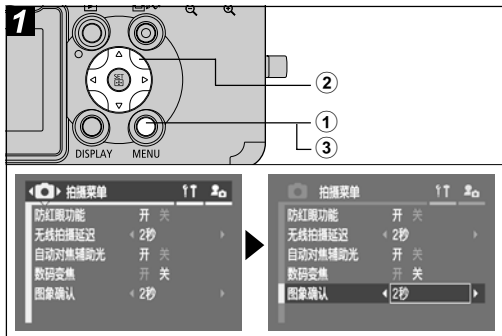 1
SET
②
①
③
DISPLAY MENU
拍摄菜单
防红眼功能 开 关
无线拍摄延迟 2秒
自动对焦辅助光 开 关
数码变焦 开 关
图象确认 2秒
拍摄菜单
防红眼功能 开 关
无线拍摄延迟 2秒
自动对焦辅助光 开 关
数码变焦 开 关
图象确认 2秒